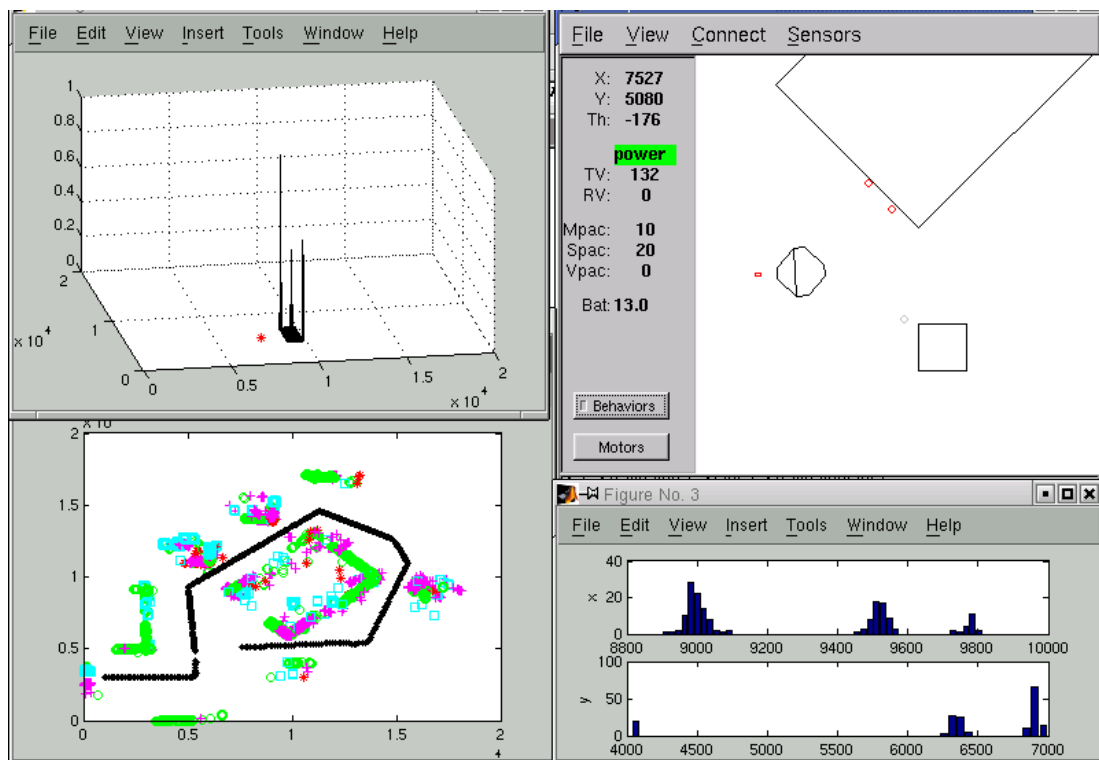 File Edit View Insert Tools Window Help
1
0.8
0.6
0.4
0.2
0
2
1
x 10^4
0
0
0.5
1
1.5
2
x 10^4
File View Connect Sensors
X: 7527
Y: 5080
Th: -176
power
TV: 132
RV: 0
Mpac: 10
Spac: 20
Vpac: 0
Bat: 13.0
Behaviors
Motors
2
1.5
1
0.5
0
0 0.5 1 1.5 2
4
Figure No. 3
File Edit View Insert Tools Window Help
40
20
0
x
8800 9000 9200 9400 9600 9800 10000
100
50
0
y
4000 4500 5000 5500 6000 6500 7000